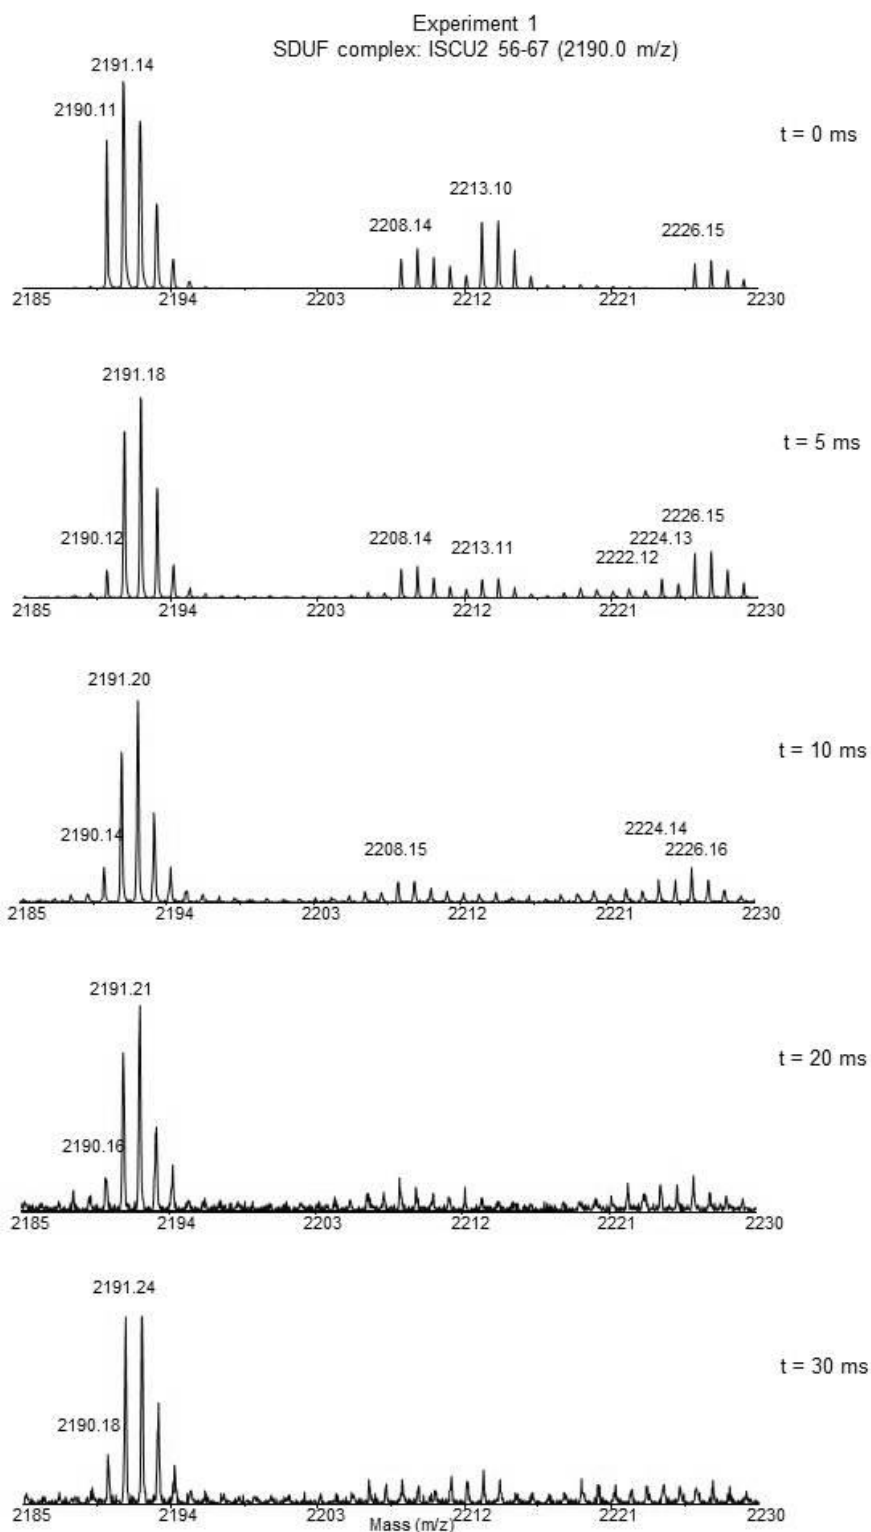 Experiment 1
SDUF complex: ISCU2 56-67 (2190.0 m/z)
2191.14
2190.11
t = 0 ms
2213.10
2208.14
2226.15
2185 2194 2203 2212 2221 2230
2191.18
t = 5 ms
2226.15
2190.12 2208.14 2213.11 2224.13
2222.12
2185 2194 2203 2212 2221 2230
2191.20
t = 10 ms
2190.14 2224.14
2208.15 2226.16
2185 2194 2203 2212 2221 2230
2191.21
t = 20 ms
2190.16
2185 2194 2203 2212 2221 2230
2191.24
t = 30 ms
2190.18
2185 2194 2203 2212 2221 2230
Mass (m/z)